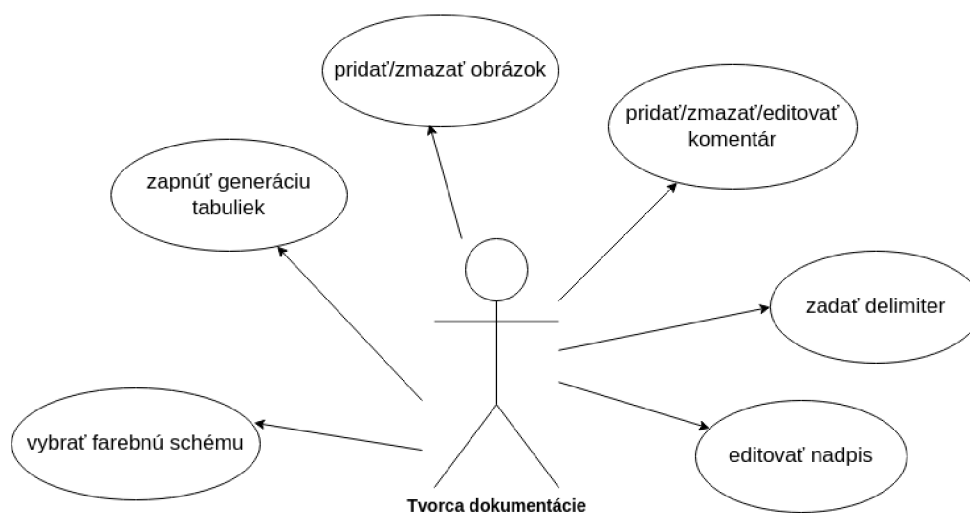 pridať/zmazať obrázok
pridať/zmazať/editovať
komentár
zapnúť generáciu
tabuliek
zadať delimiter
vybrať farebnú schému
editovať nadpis
Tvorca dokumentácie